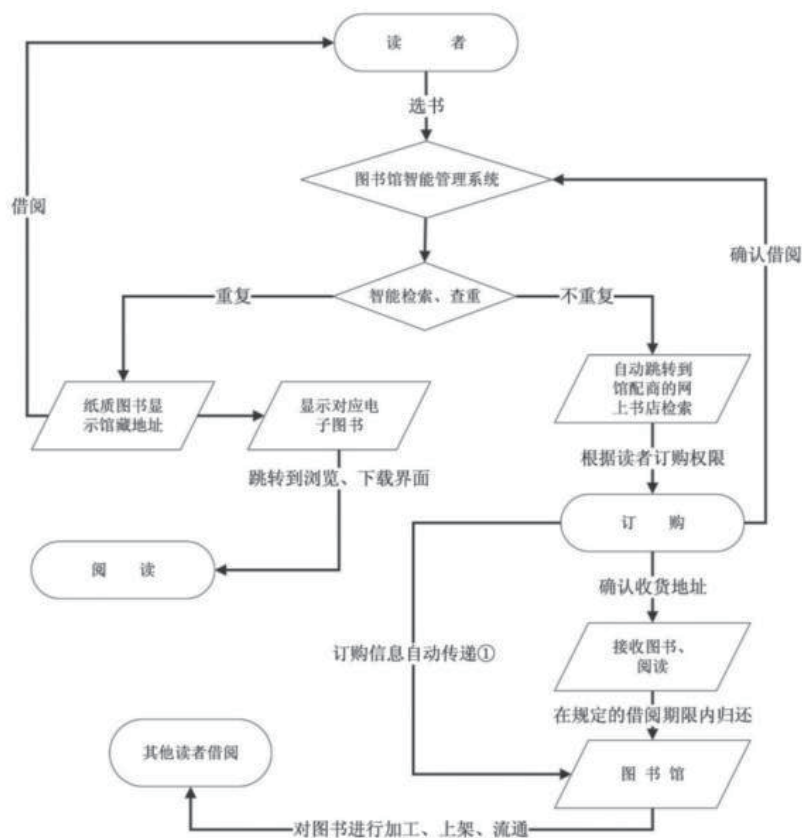 读 者
选书
图书馆智能管理系统
借阅
确认借阅
重复
智能检索、查重
不重复
纸质图书显
示馆藏地址
显示对应电
子图书
自动跳转到
馆配商的网
上书店检索
跳转到浏览、下载界面
根据读者订购权限
订 购
阅 读
确认收货地址
订购信息自动传递①
接收图书、
阅读
在规定的借阅期限内归还
其他读者借阅
图 书 馆
对图书进行加工、上架、流通